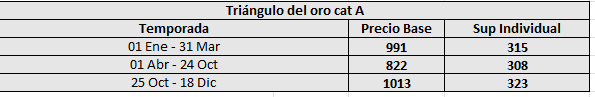 Triángulo del oro cat A
Temporada Precio Base Sup Individual
01 Ene - 31 Mar 991 315
01 Abr - 24 Oct 822 308
25 Oct - 18 Dic 1013 323